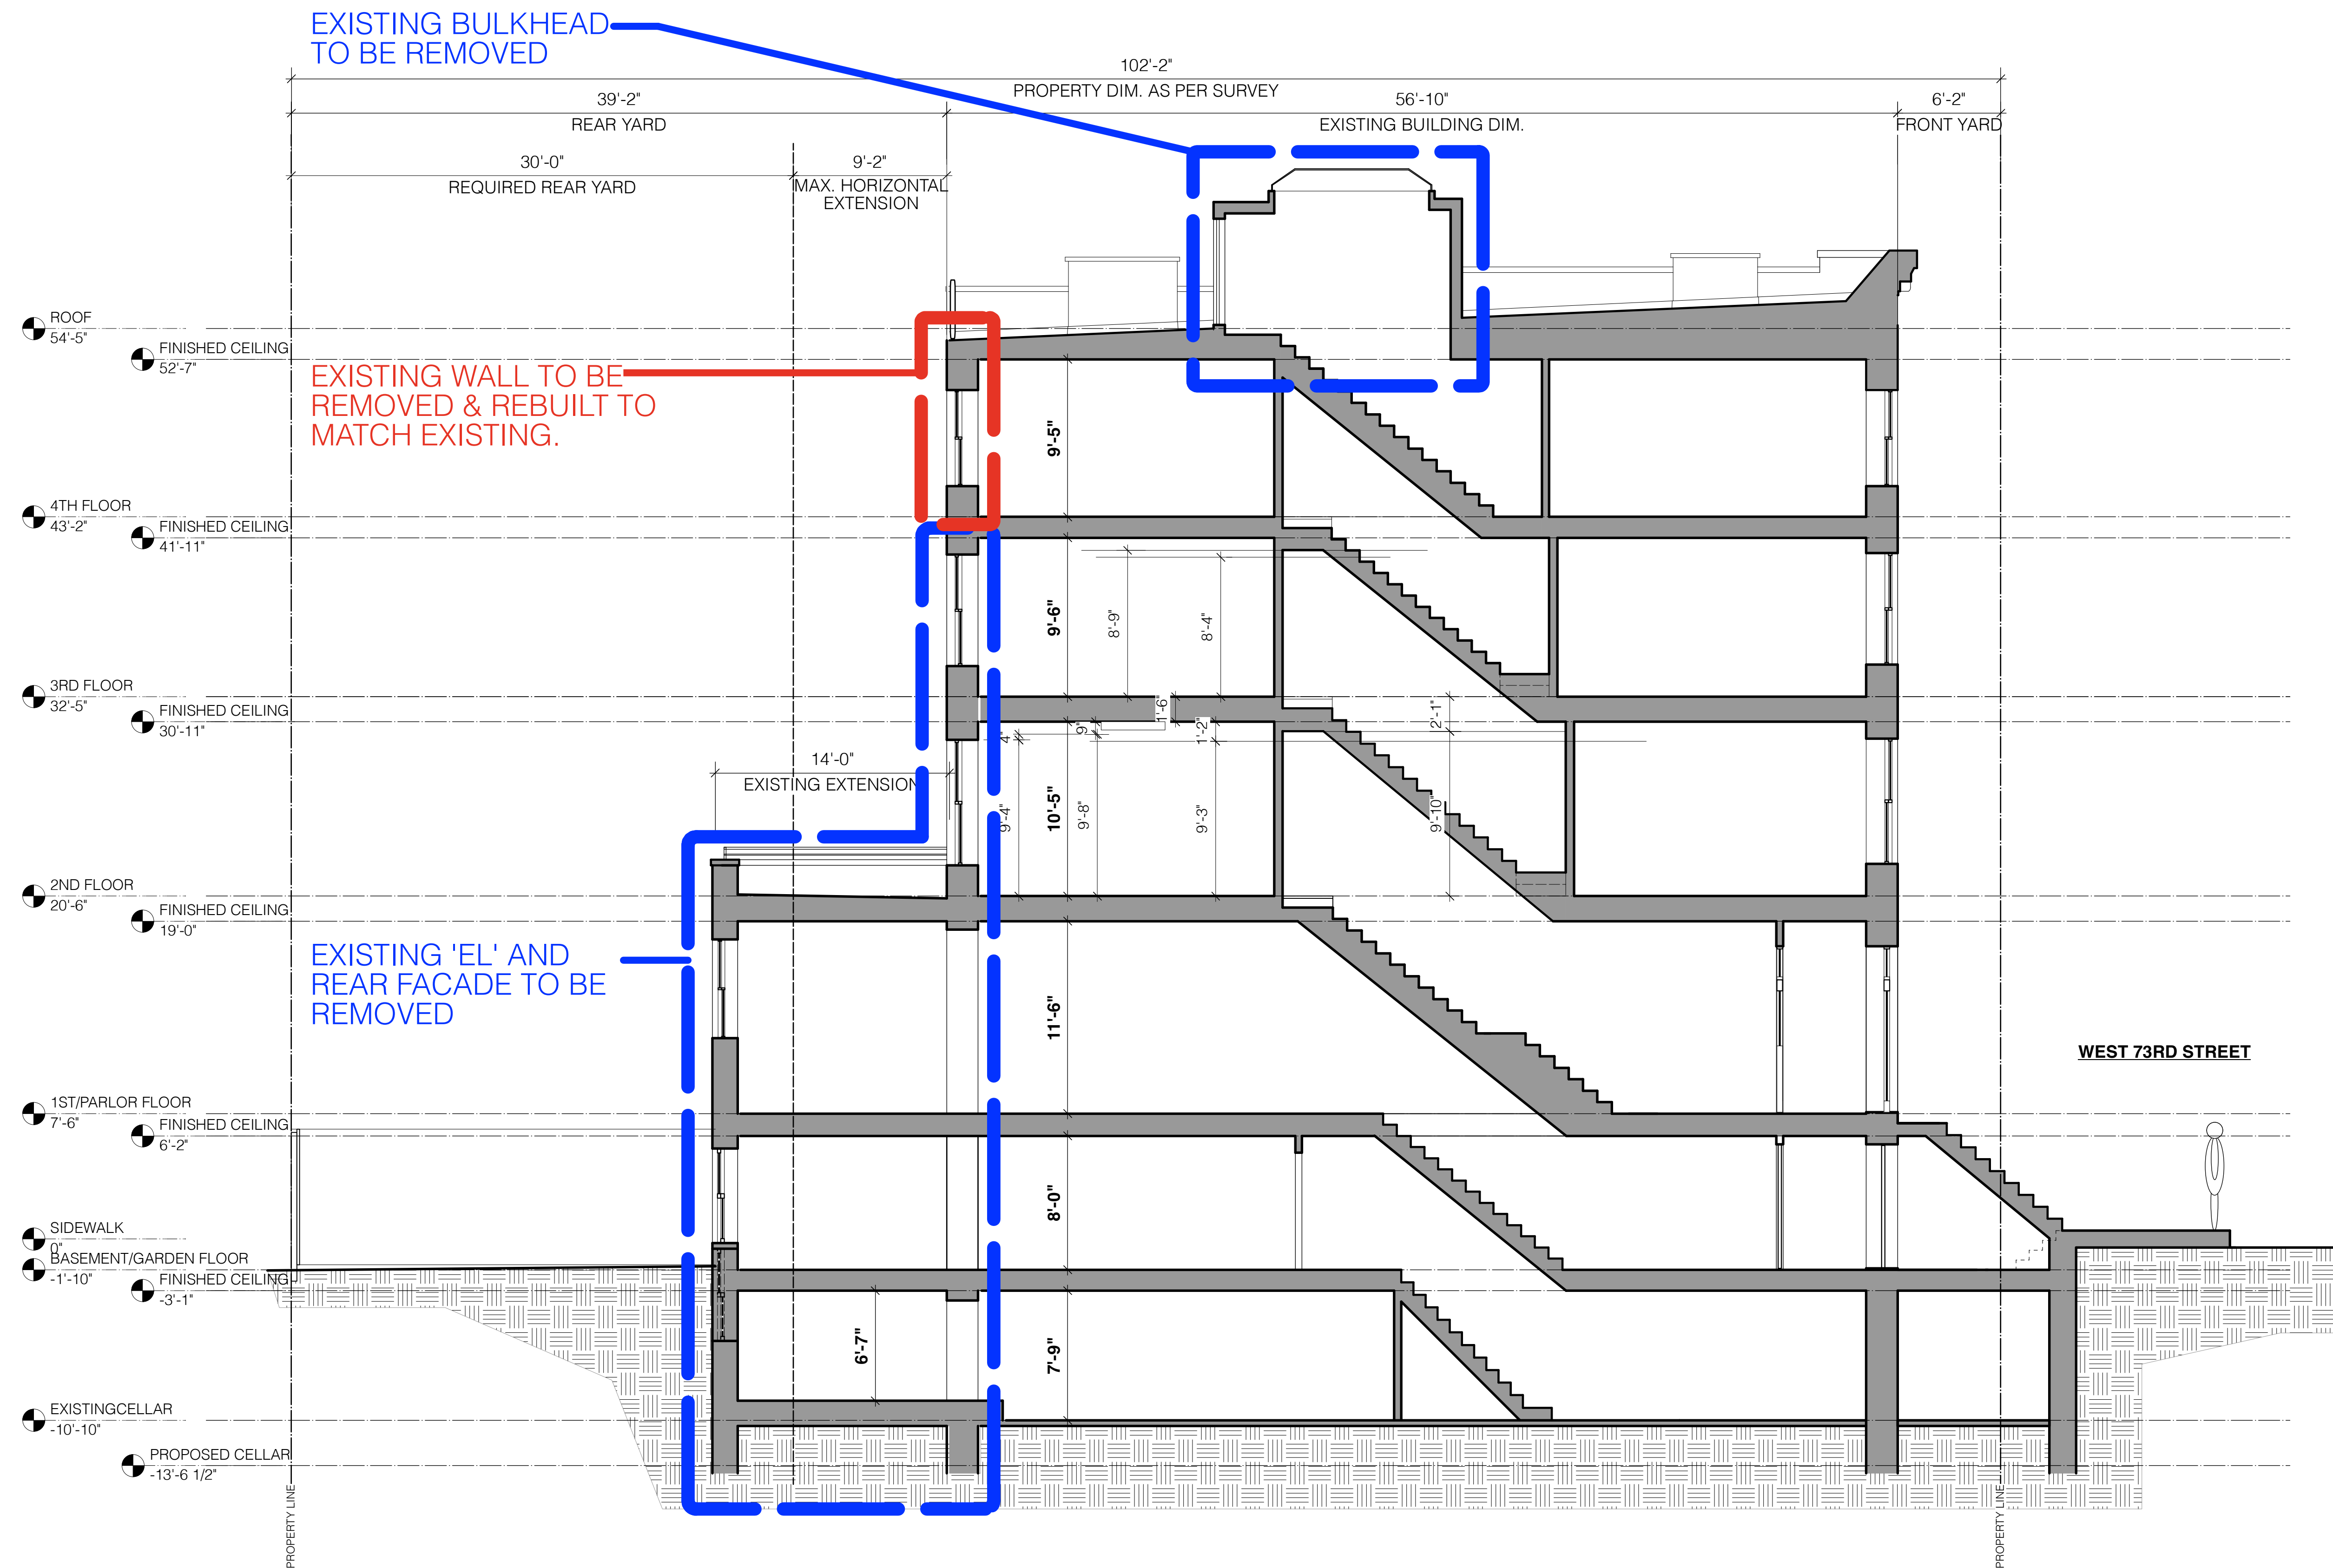 EXISTING BULKHEAD
TO BE REMOVED
102'-2"
PROPERTY DIM. AS PER SURVEY
39'-2"
REAR YARD
56'-10"
EXISTING BUILDING DIM.
6'-2"
FRONT YARD
30'-0"
REQUIRED REAR YARD
9'-2"
MAX. HORIZONTAL
EXTENSION
ROOF
54'-5"
FINISHED CEILING
52'-7"
EXISTING WALL TO BE
REMOVED & REBUILT TO
MATCH EXISTING.
9'-5"
4TH FLOOR
43'-2"
FINISHED CEILING
41'-11"
9'-6"
8'-9"
8'-4"
3RD FLOOR
32'-5"
FINISHED CEILING
30'-11"
1'-6"
2'-1"
4"
9"
1'-2"
14'-0"
EXISTING EXTENSION
9'-4"
10'-5"
9'-8"
9'-3"
9'-10"
2ND FLOOR
20'-6"
FINISHED CEILING
19'-0"
EXISTING 'EL' AND
REAR FACADE TO BE
REMOVED
11'-6"
WEST 73RD STREET
1ST/PARLOR FLOOR
7'-6"
FINISHED CEILING
6'-2"
8'-0"
SIDEWALK
0"
BASEMENT/GARDEN FLOOR
-1'-10"
FINISHED CEILING
-3'-1"
6'-7"
7'-9"
EXISTINGCELLAR
-10'-10"
PROPOSED CELLAR
-13'-6 1/2"
PROPERTY LINE
PROPERTY LINE